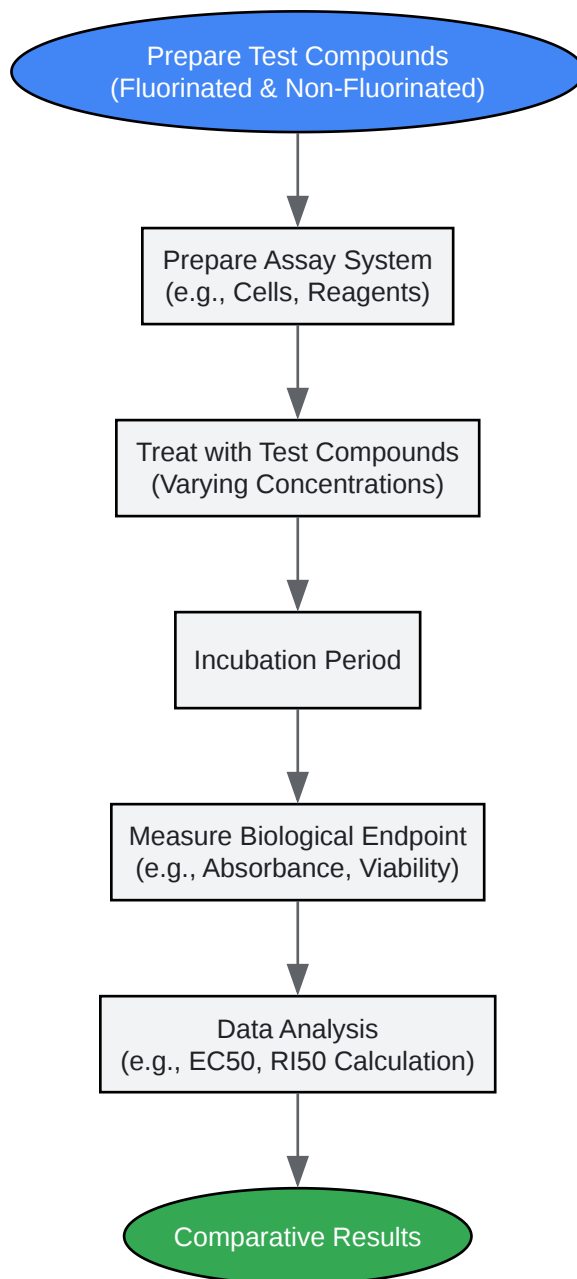 Prepare Test Compounds
(Fluorinated & Non-Fluorinated)
Prepare Assay System
(e.g., Cells, Reagents)
Treat with Test Compounds
(Varying Concentrations)
Incubation Period
Measure Biological Endpoint
(e.g., Absorbance, Viability)
Data Analysis
(e.g., EC50, RI50 Calculation)
Comparative Results